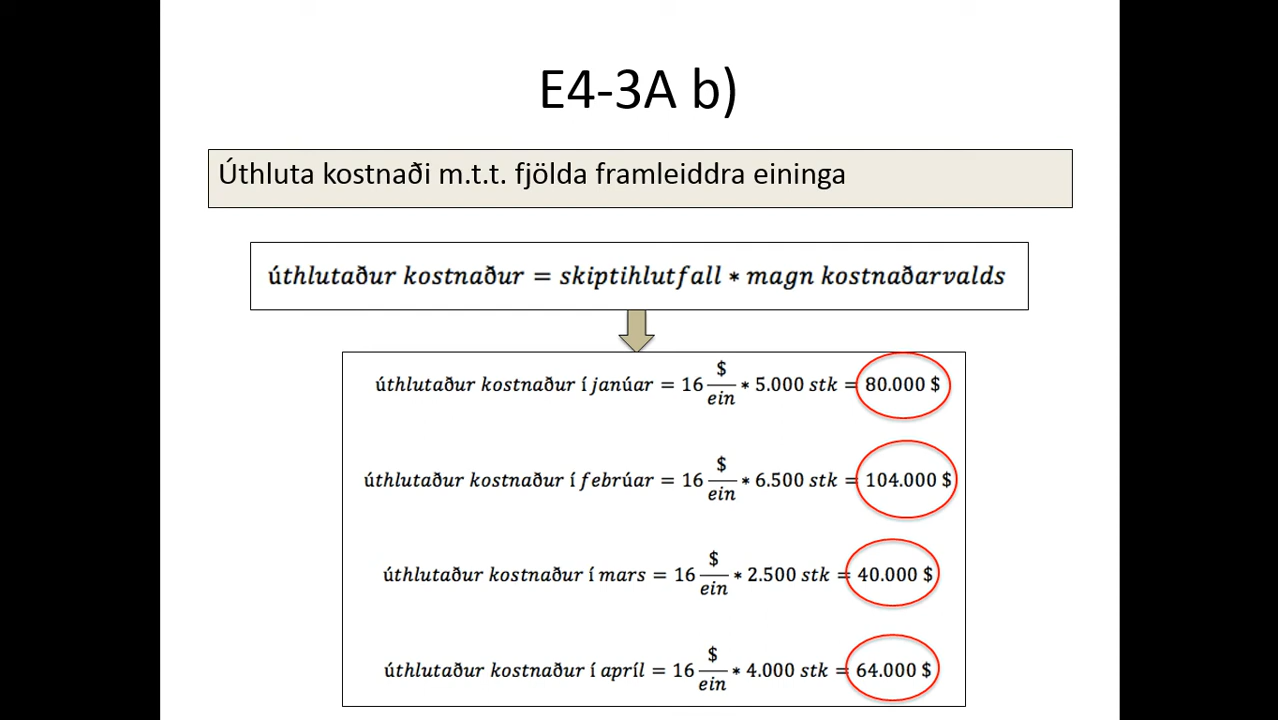 E4-3A b)
Úthluta kostnaði m.t.t. fjölda framleiddra eininga
úthlutaður kostnaður = skiptihlutfall * magn kostnaðarvalds
úthlutaður kostnaður í janúar = 16 $/ein * 5.000 stk = 80.000 $
úthlutaður kostnaður í febrúar = 16 $/ein * 6.500 stk = 104.000 $
úthlutaður kostnaður í mars = 16 $/ein * 2.500 stk = 40.000 $
úthlutaður kostnaður í apríl = 16 $/ein * 4.000 stk = 64.000 $